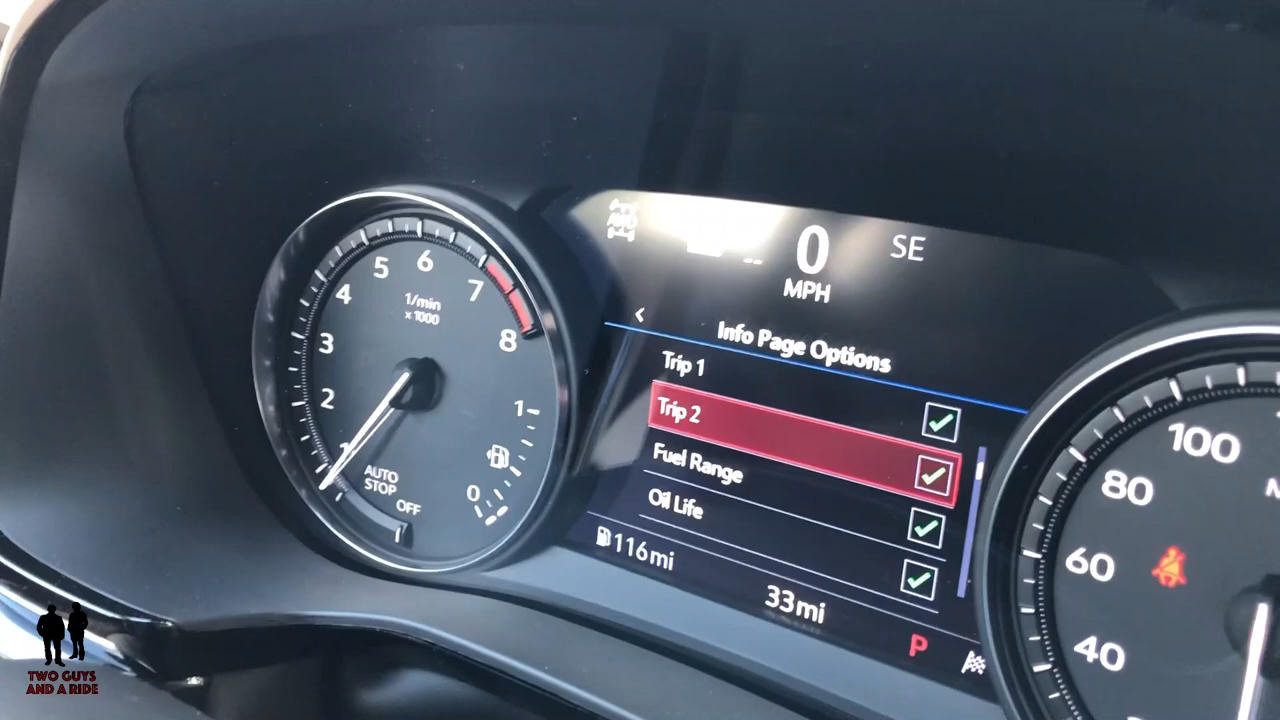 AWD
0
SE
MPH
Info Page Options
Trip 1
Trip 2
Fuel Range
Oil Life
116mi
33mi
P
1
2
3
4
5
6
7
8
1/min
x 1000
AUTO
STOP
OFF
1
0
100
80
60
40
TWO GUYS
AND A RIDE